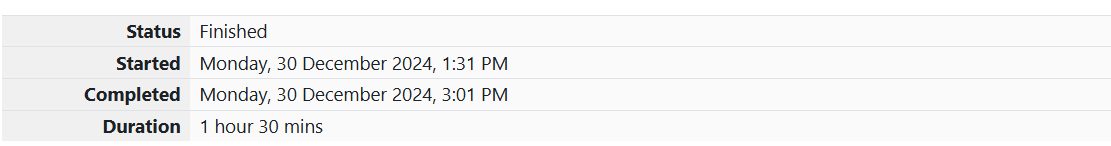 Status Finished
Started Monday, 30 December 2024, 1:31 PM
Completed Monday, 30 December 2024, 3:01 PM
Duration 1 hour 30 mins